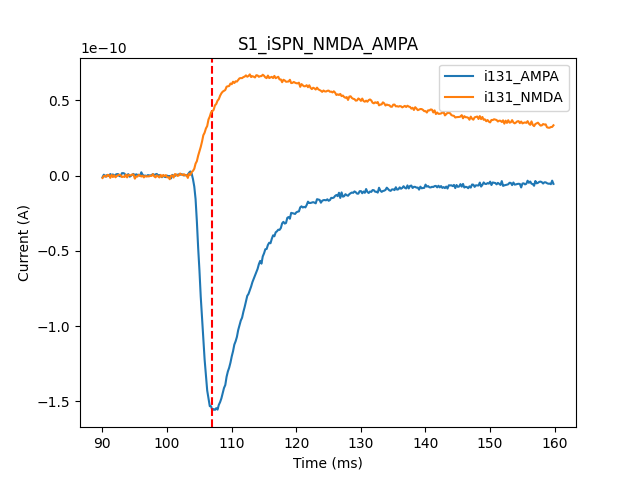 S1_iSPN_NMDA_AMPA
1e−10
i131_AMPA
i131_NMDA
0.5
0.0
−0.5
−1.0
−1.5
Current (A)
90 100 110 120 130 140 150 160
Time (ms)